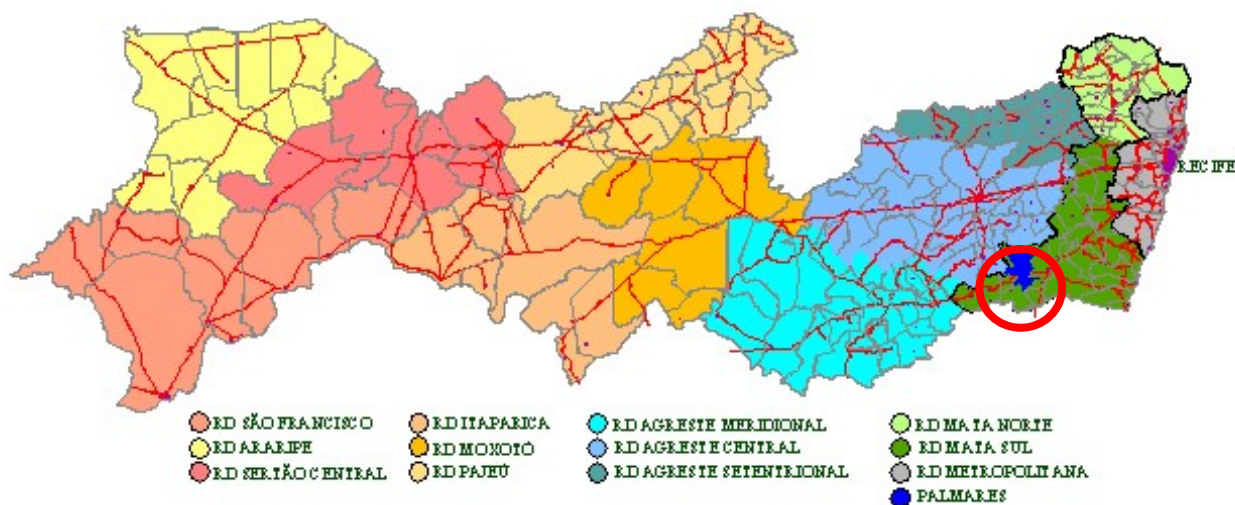 RECIFE
RD SÃO FRANCISCO
RD ARARIPE
RD SERTÃO CENTRAL
RD ITAPARICA
RD MOXOTÓ
RD PAJEÚ
RD AGRESTE MERIDIONAL
RD AGRESTE CENTRAL
RD AGRESTE SETENTRIONAL
RD MATA NORTE
RD MATA SUL
RD METROPOLITANA
PALMARES